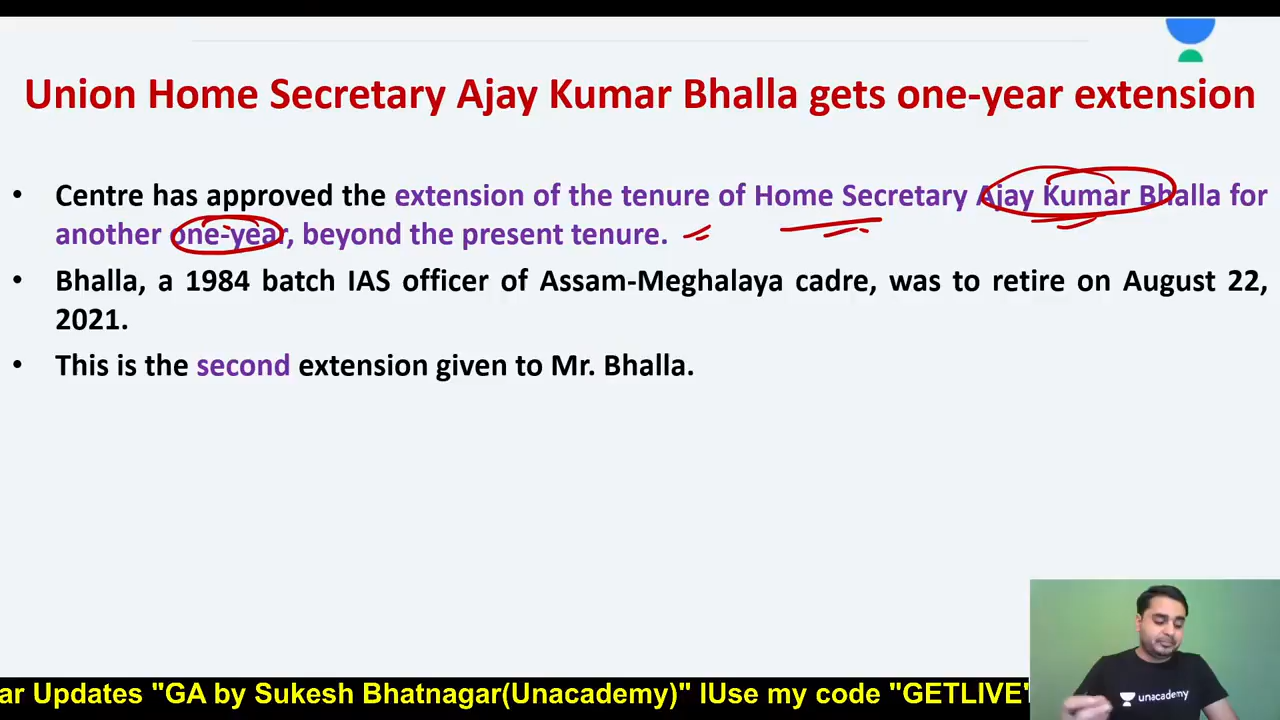 Union Home Secretary Ajay Kumar Bhalla gets one-year extension
• Centre has approved the extension of the tenure of Home Secretary Ajay Kumar Bhalla for
another one-year, beyond the present tenure.
• Bhalla, a 1984 batch IAS officer of Assam-Meghalaya cadre, was to retire on August 22,
2021.
• This is the second extension given to Mr. Bhalla.
unacademy
ar Updates "GA by Sukesh Bhatnagar(Unacademy)" IUse my code "GETLIVE"